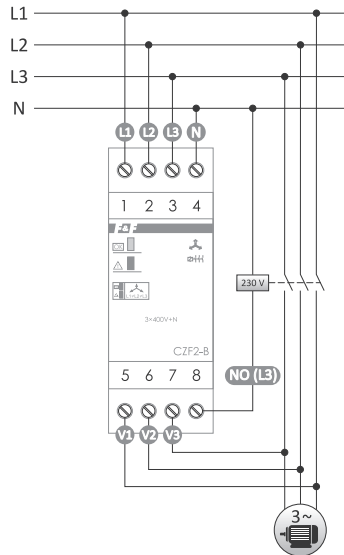 L1
L2
L3
N
L1 L2 L3 N
1 2 3 4
F&F
OK
3×400V+N
CZF2-B
230 V
5 6 7 8
NO (L3)
V1 V2 V3
3~